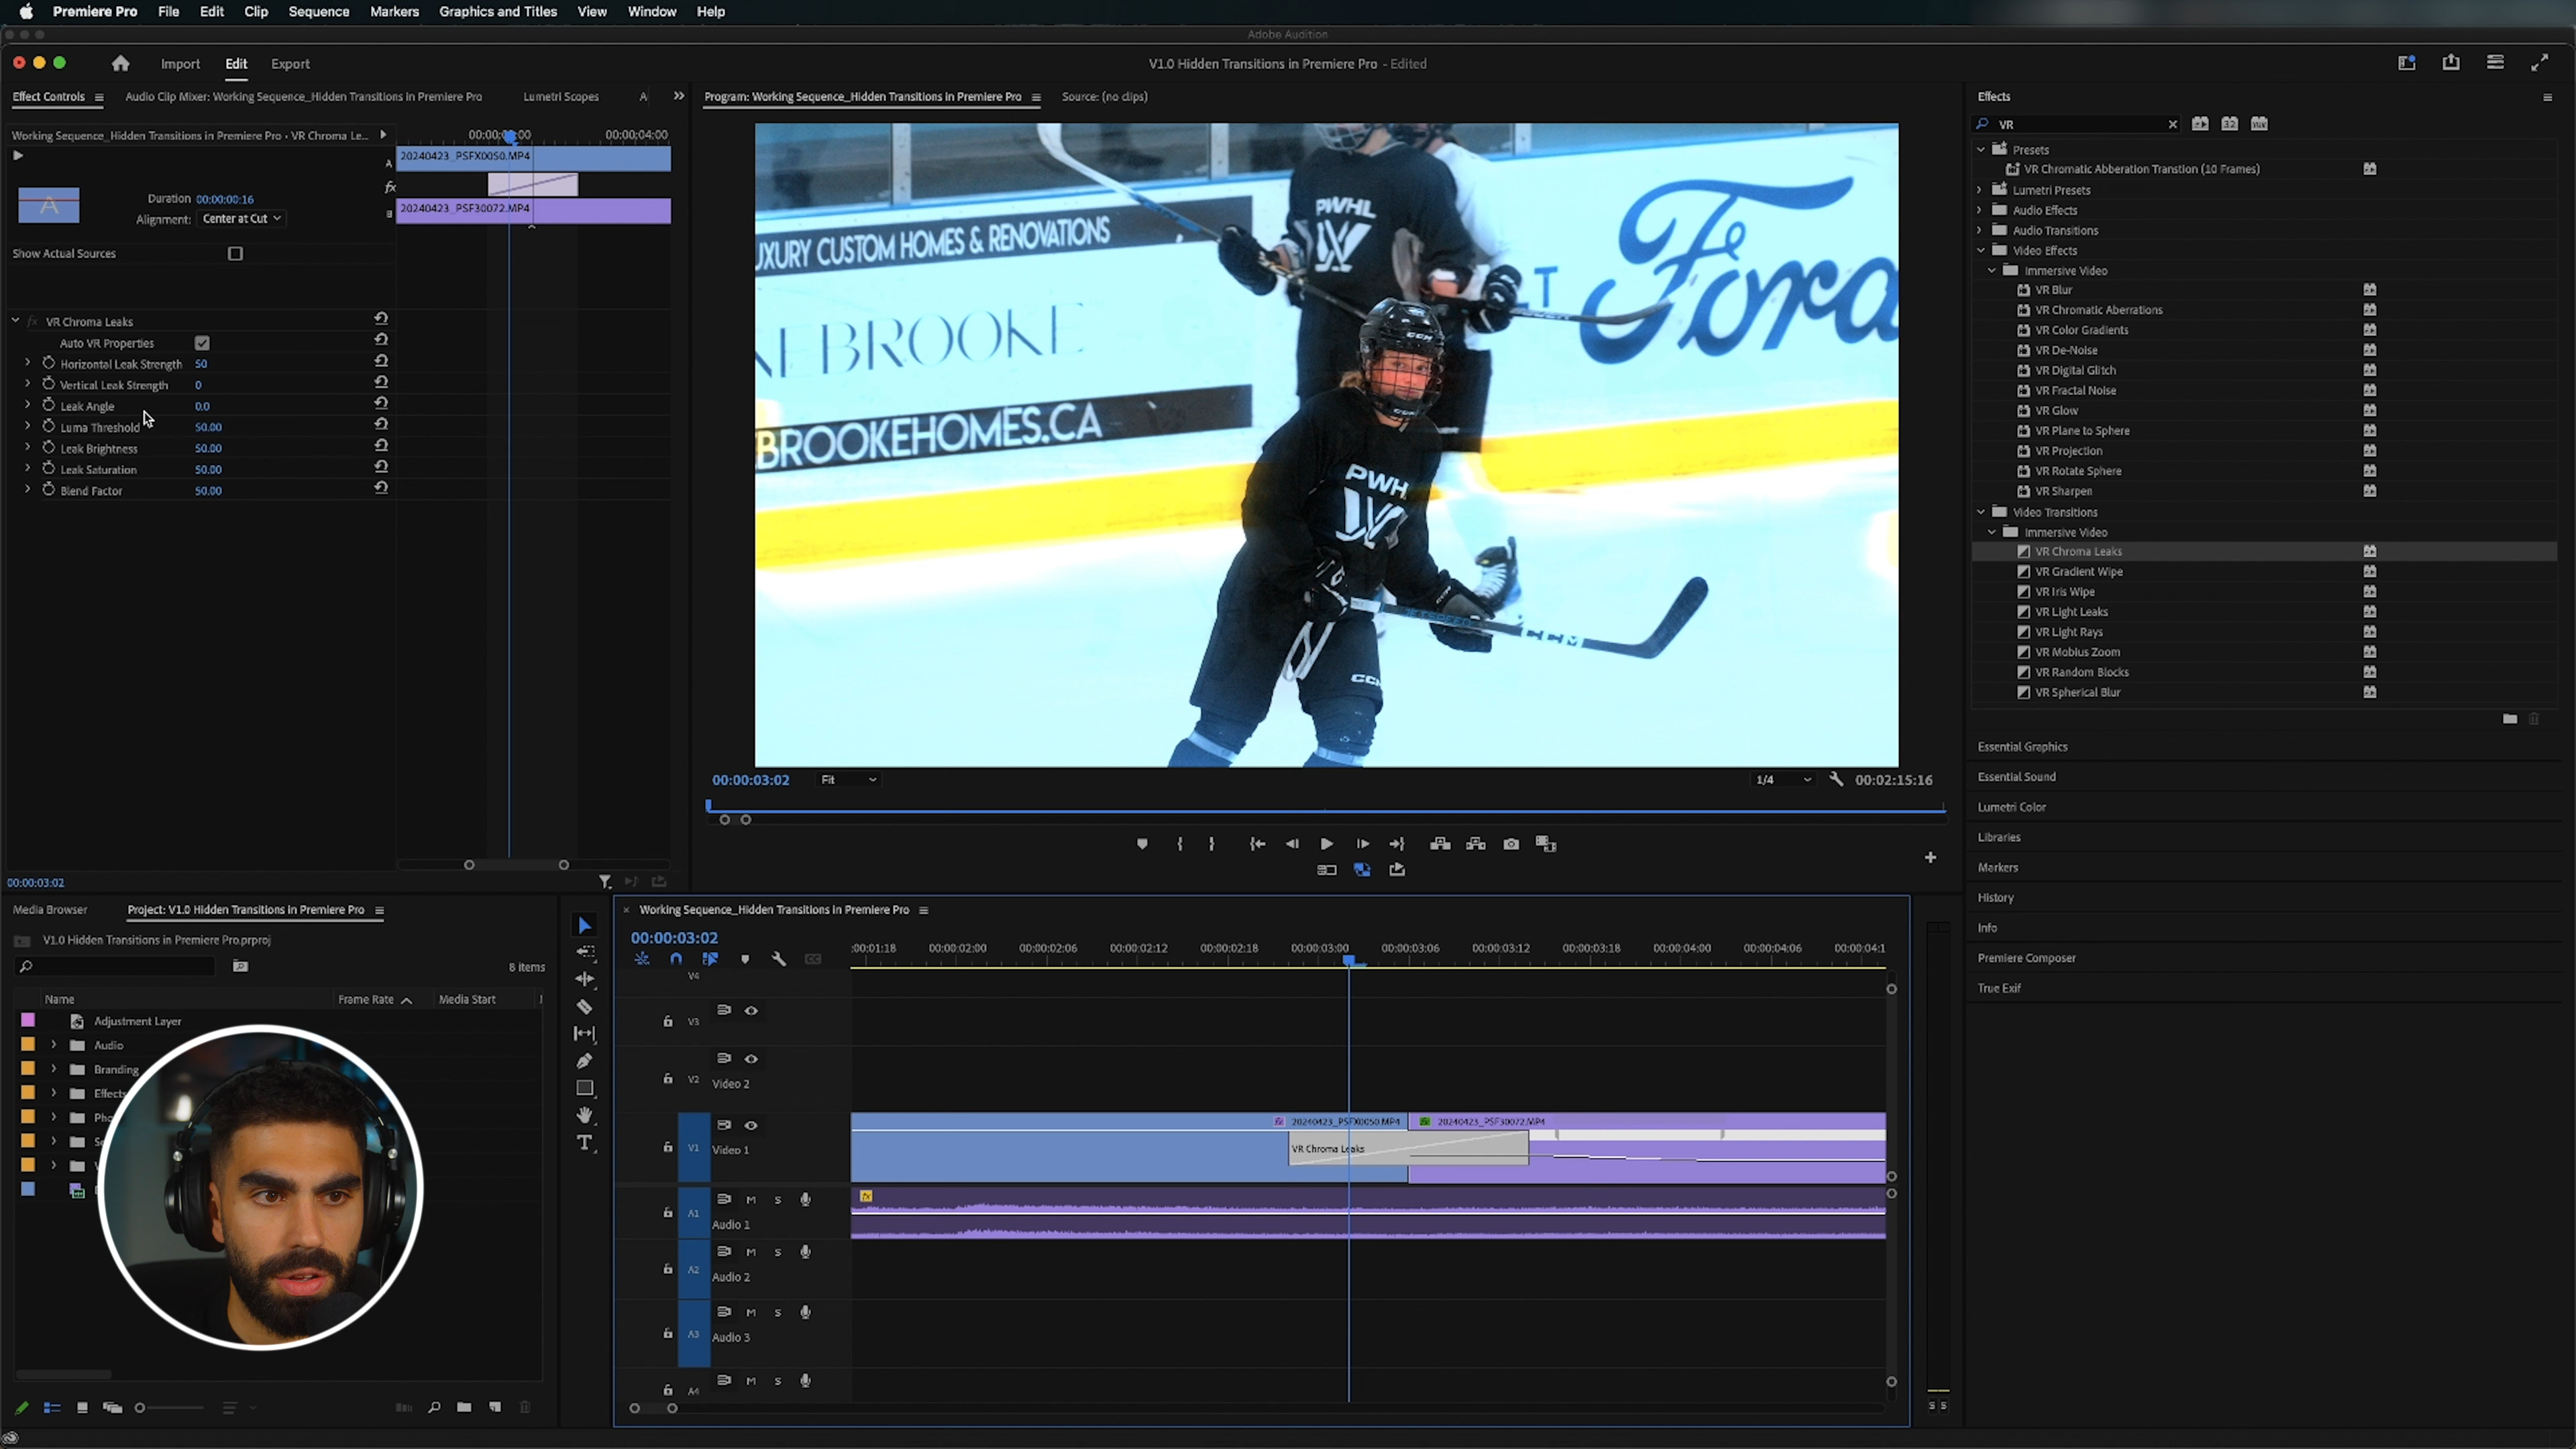 Premiere Pro File Edit Clip Sequence Markers Graphics and Titles View Window Help
Adobe Audition
Import Edit Export
V1.0 Hidden Transitions in Premiere Pro - Edited
Effect Controls Audio Clip Mixer: Working Sequence_Hidden Transitions in Premiere Pro Lumetri Scopes A
Working Sequence_Hidden Transitions in Premiere Pro • VR Chroma Le...
00:00:04:00
A 20240423_PSFX0050.MP4
fx
B 20240423_PSF30072.MP4
A
Duration 00:00:00:16
Alignment: Center at Cut
Show Actual Sources
fx VR Chroma Leaks
Auto VR Properties
Horizontal Leak Strength 50
Vertical Leak Strength 0
Leak Angle 0.0
Luma Threshold 50.00
Leak Brightness 50.00
Leak Saturation 50.00
Blend Factor 50.00
00:00:03:02
Program: Working Sequence_Hidden Transitions in Premiere Pro Source: (no clips)
UXURY CUSTOM HOMES & RENOVATIONS
NEBROOKE
BROOKEHOMES.CA
PWHL
Ford
T
CCM
PWHL
CCM
CCM
00:00:03:02 Fit 1/4 00:02:15:16
Effects
VR
Presets
VR Chromatic Abberation Transtion (10 Frames)
Lumetri Presets
Audio Effects
Audio Transitions
Video Effects
Immersive Video
VR Blur
VR Chromatic Aberrations
VR Color Gradients
VR De-Noise
VR Digital Glitch
VR Fractal Noise
VR Glow
VR Plane to Sphere
VR Projection
VR Rotate Sphere
VR Sharpen
Video Transitions
Immersive Video
VR Chroma Leaks
VR Gradient Wipe
VR Iris Wipe
VR Light Leaks
VR Light Rays
VR Mobius Zoom
VR Random Blocks
VR Spherical Blur
Essential Graphics
Essential Sound
Lumetri Color
Libraries
Markers
History
Info
Premiere Composer
True Exif
Media Browser Project: V1.0 Hidden Transitions in Premiere Pro
V1.0 Hidden Transitions in Premiere Pro.prproj
8 items
Name Frame Rate Media Start
Adjustment Layer
Audio
Branding
Effects
Pho
Working Sequence_Hidden Transitions in Premiere Pro
00:00:03:02
:00:01:18 00:00:02:00 00:00:02:06 00:00:02:12 00:00:02:18 00:00:03:00 00:00:03:06 00:00:03:12 00:00:03:18 00:00:04:00 00:00:04:06 00:00:04:1
V4
V3
V2 Video 2
V1 Video 1
fx 20240423_PSFX0050.MP4 fx 20240423_PSF30072.MP4
VR Chroma Leaks
A1 M S
Audio 1
fx
A2 M S
Audio 2
A3 M S
Audio 3
A4 M S
S S